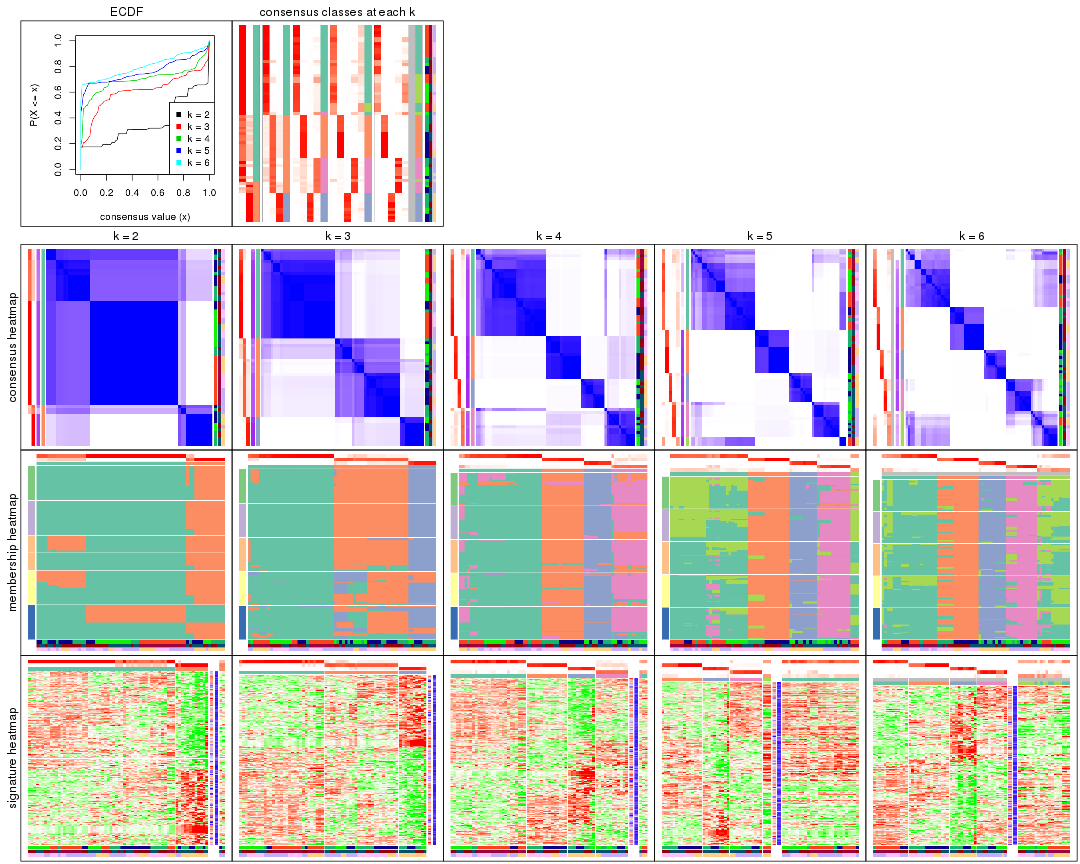 ECDF
consensus classes at each k
P(X <= x)
0.0 0.2 0.4 0.6 0.8 1.0
k = 2
k = 3
k = 4
k = 5
k = 6
0.0 0.2 0.4 0.6 0.8 1.0
consensus value (x)
k = 2
k = 3
k = 4
k = 5
k = 6
consensus heatmap
membership heatmap
signature heatmap